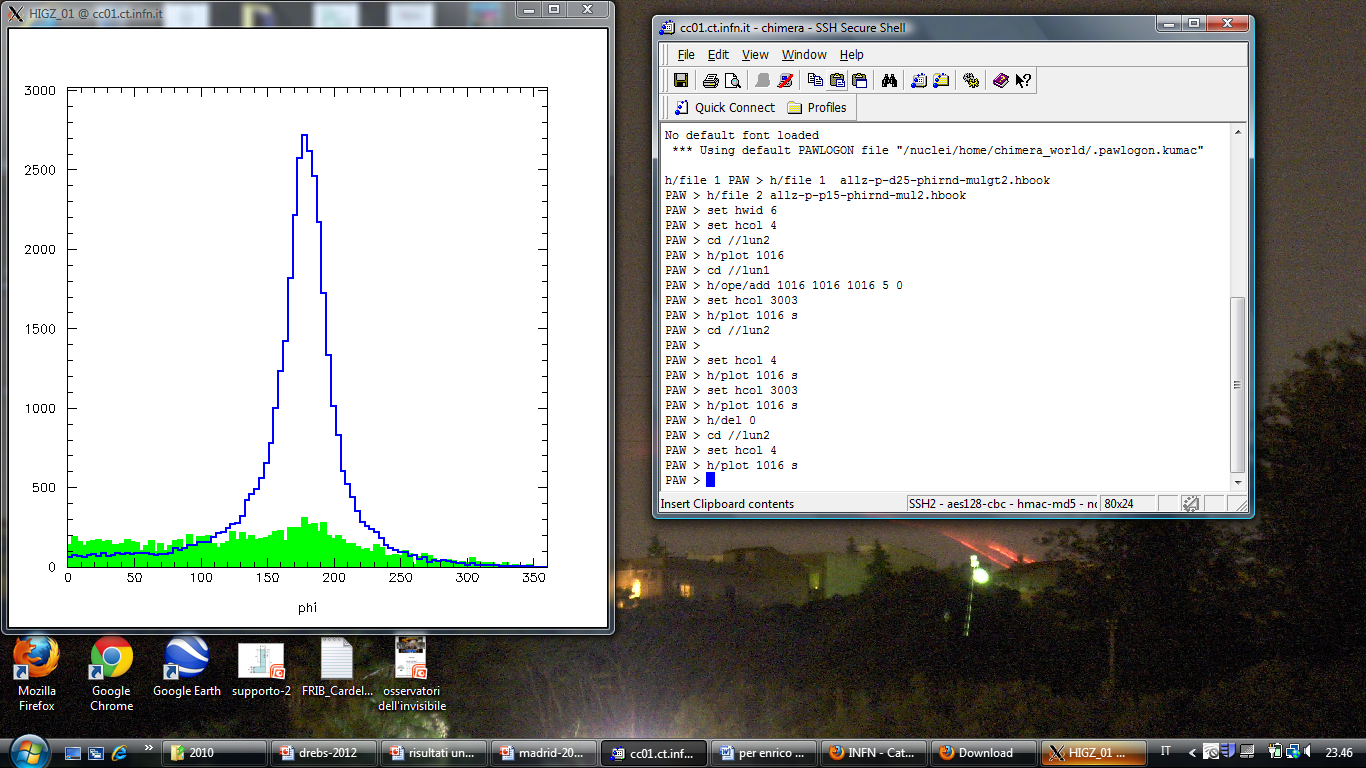 HIGZ_01 @ cc01.ct.infn.it
3000
2500
2000
1500
1000
500
0
0 50 100 150 200 250 300 350
phi
cc01.ct.infn.it - chimera - SSH Secure Shell
File Edit View Window Help
Quick Connect Profiles
No default font loaded
*** Using default PAWLOGON file "/nuclei/home/chimera_world/.pawlogon.kumac"
h/file 1 PAW > h/file 1 allz-p-d25-phirnd-mulgt2.hbook
PAW > h/file 2 allz-p-p15-phirnd-mul2.hbook
PAW > set hwid 6
PAW > set hcol 4
PAW > cd //lun2
PAW > h/plot 1016
PAW > cd //lun1
PAW > h/ope/add 1016 1016 1016 5 0
PAW > set hcol 3003
PAW > h/plot 1016 s
PAW > cd //lun2
PAW >
PAW > set hcol 4
PAW > h/plot 1016 s
PAW > set hcol 3003
PAW > h/plot 1016 s
PAW > h/del 0
PAW > cd //lun2
PAW > set hcol 4
PAW > h/plot 1016 s
PAW >
Insert Clipboard contents SSH2 - aes128-cbc - hmac-md5 - nc 80x24
Mozilla Firefox
Google Chrome
Google Earth
supporto-2
FRIB_Cardel...
osservatori dell'invisibile
2010 drebs-2012 risultati un... madrid-20... cc01.ct.inf... per enrico ... INFN - Cat... Download HIGZ_01 ... IT 23.46